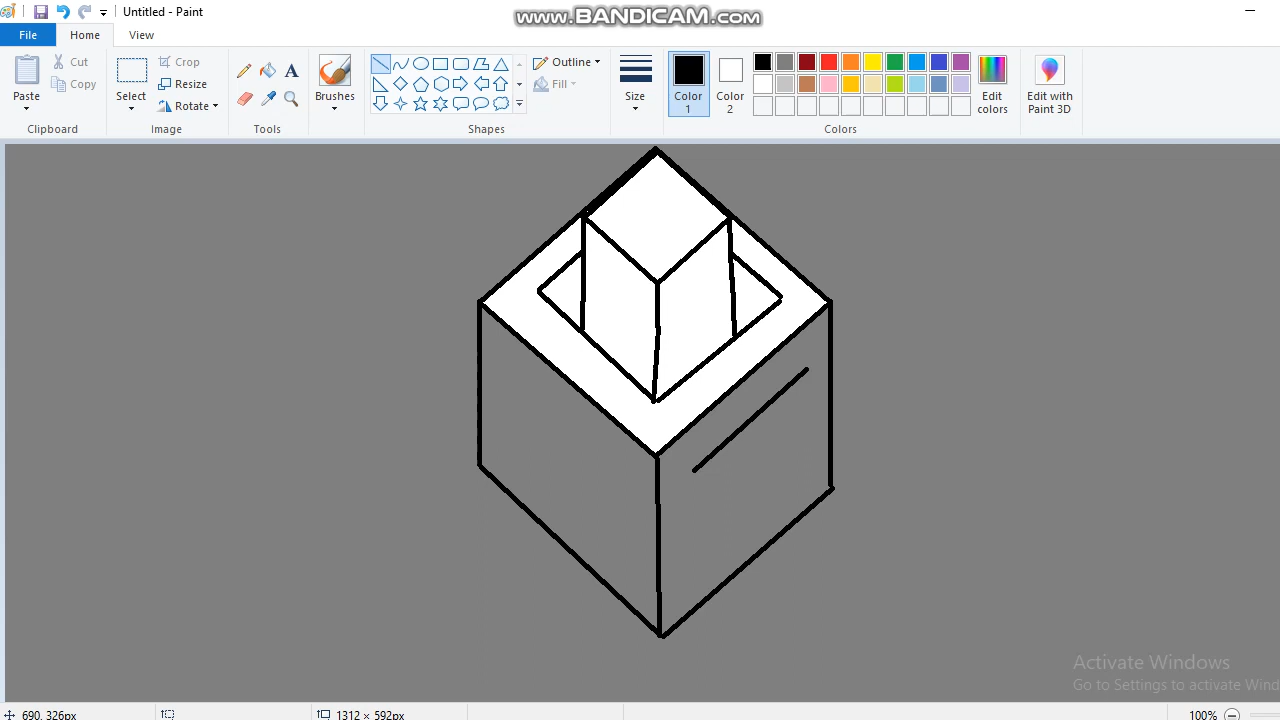 Untitled - Paint
www.BANDICAM.com
File
Home
View
Paste
Cut
Copy
Clipboard
Select
Crop
Resize
Rotate
Image
Tools
Brushes
Shapes
Outline
Fill
Size
Color 1
Color 2
Colors
Edit colors
Edit with Paint 3D
Activate Windows
Go to Settings to activate Wind
690, 326px
1312 × 592px
100%